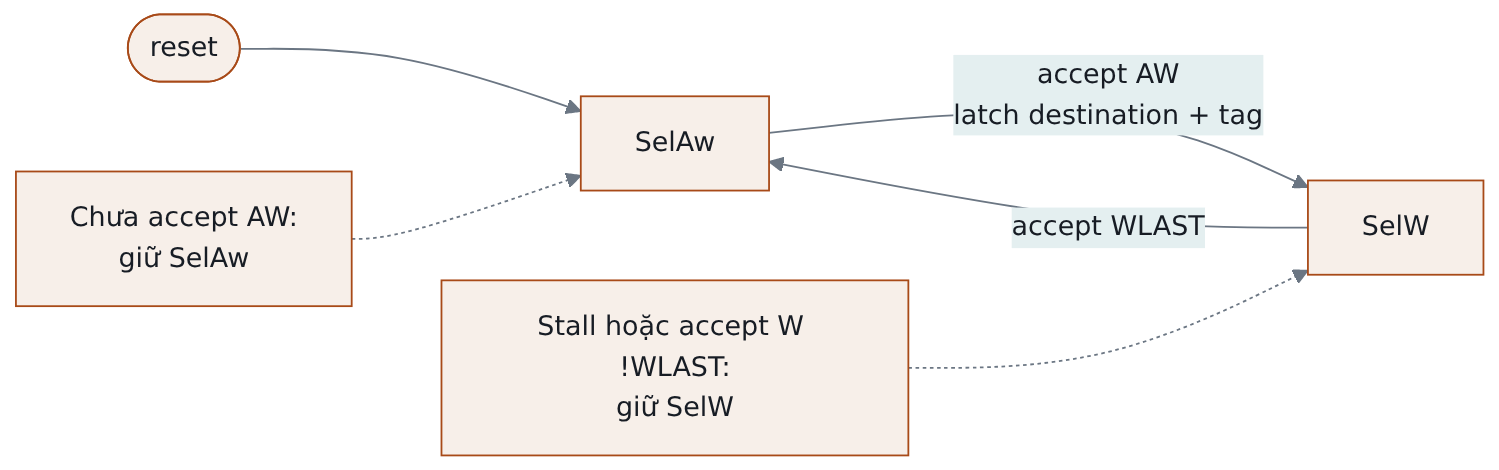 reset
accept AW
latch destination + tag
SelAw
Chưa accept AW:
giữ SelAw
accept WLAST
SelW
Stall hoặc accept W
!WLAST:
giữ SelW